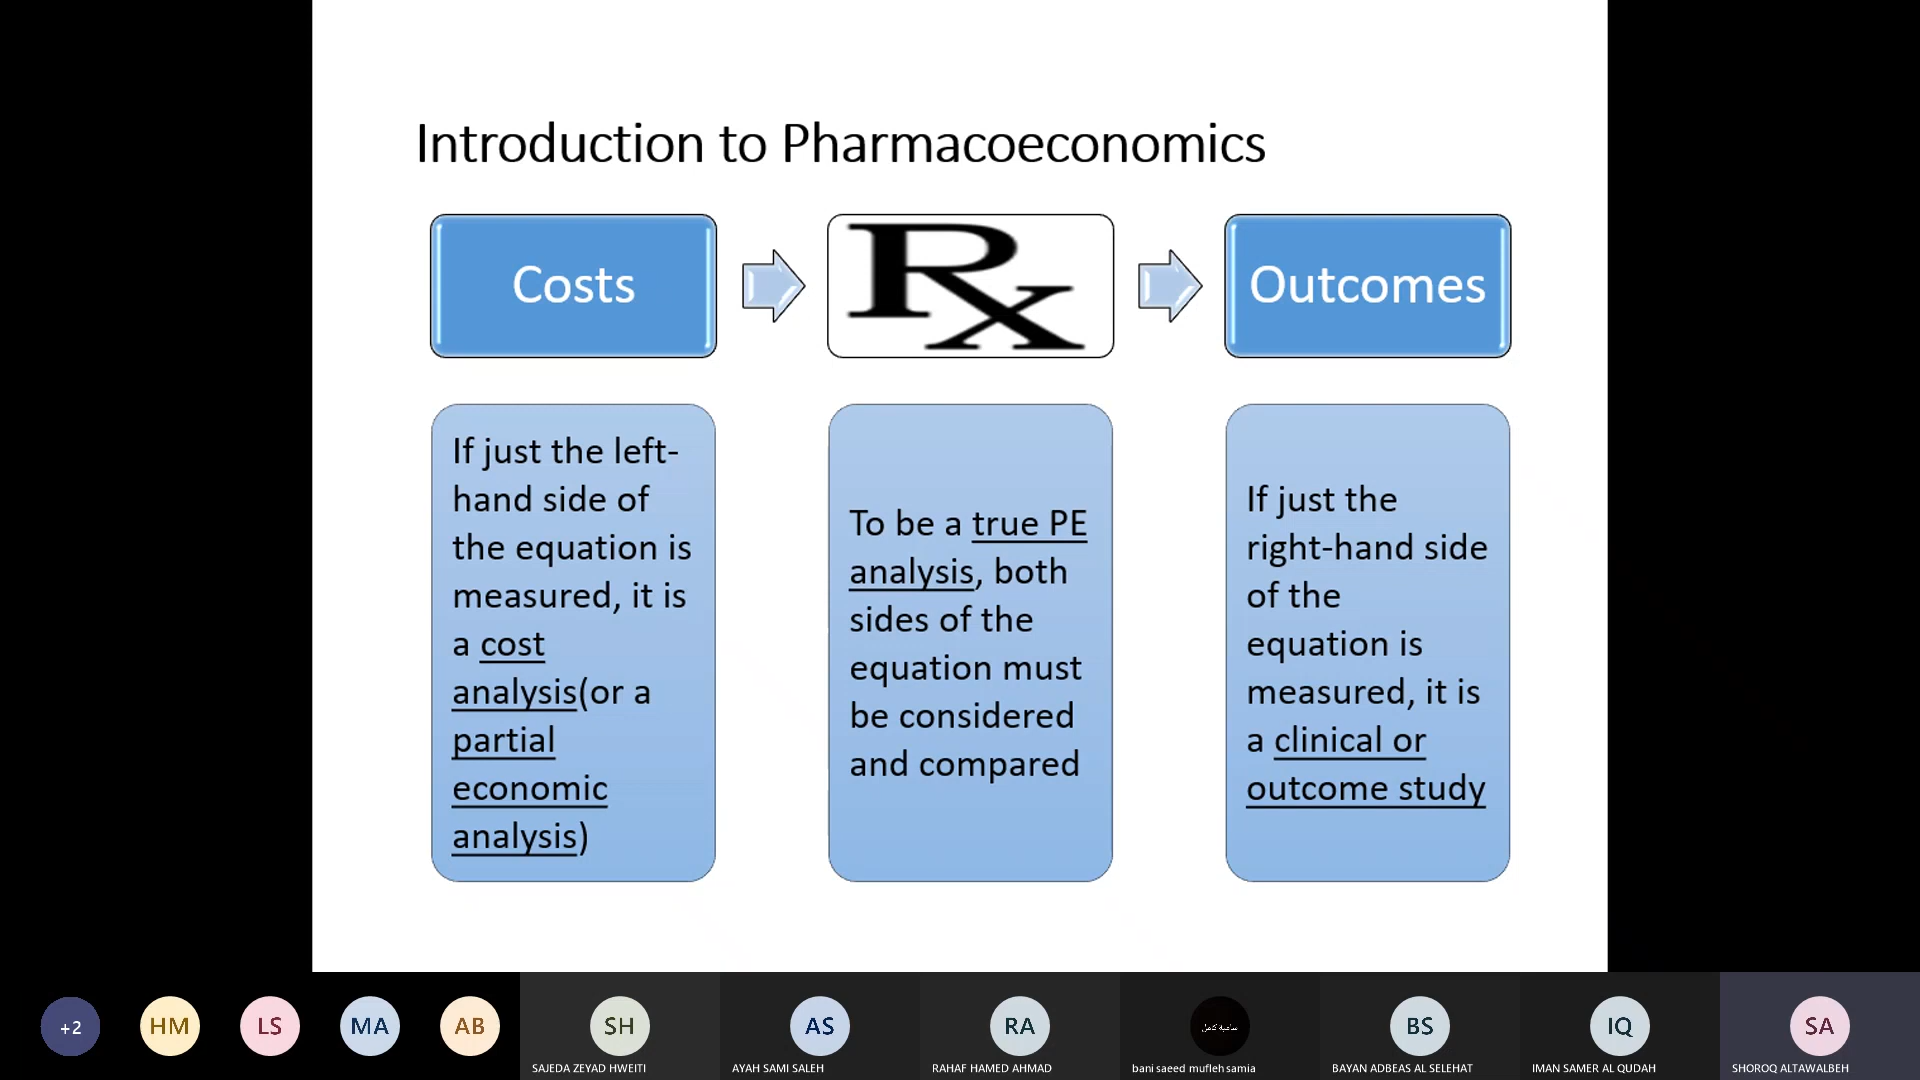 Introduction to Pharmacoeconomics
Costs
Rx
Outcomes
If just the left-
hand side of
the equation is
measured, it is
a cost
analysis(or a
partial
economic
analysis)
To be a true PE
analysis, both
sides of the
equation must
be considered
and compared
If just the
right-hand side
of the
equation is
measured, it is
a clinical or
outcome study
+2
HM
LS
MA
AB
SH
SAJEDA ZEYAD HWEITI
AS
AYAH SAMI SALEH
RA
RAHAF HAMED AHMAD
bani saeed mufleh samia
BS
BAYAN ADBEAS AL SELEHAT
IQ
IMAN SAMER AL QUDAH
SA
SHOROQ ALTAWALBEH